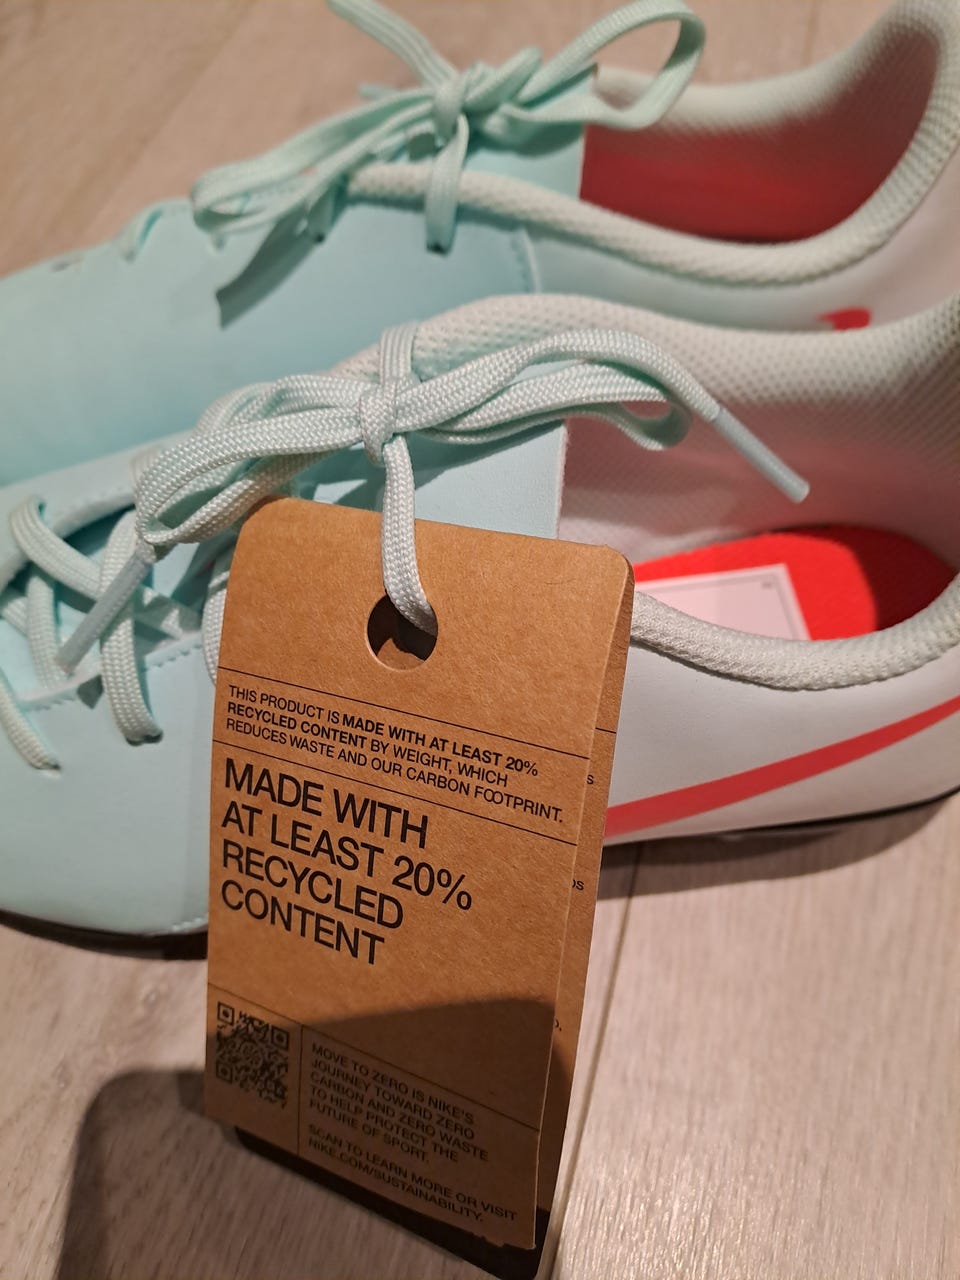 THIS PRODUCT IS MADE WITH AT LEAST 20%
RECYCLED CONTENT BY WEIGHT, WHICH
REDUCES WASTE AND OUR CARBON FOOTPRINT.
MADE WITH
AT LEAST 20%
RECYCLED
CONTENT
MOVE TO ZERO IS NIKE'S
JOURNEY TOWARD ZERO
CARBON AND ZERO WASTE
TO HELP PROTECT THE
FUTURE OF SPORT.
SCAN TO LEARN MORE OR VISIT
NIKE.COM/SUSTAINABILITY.